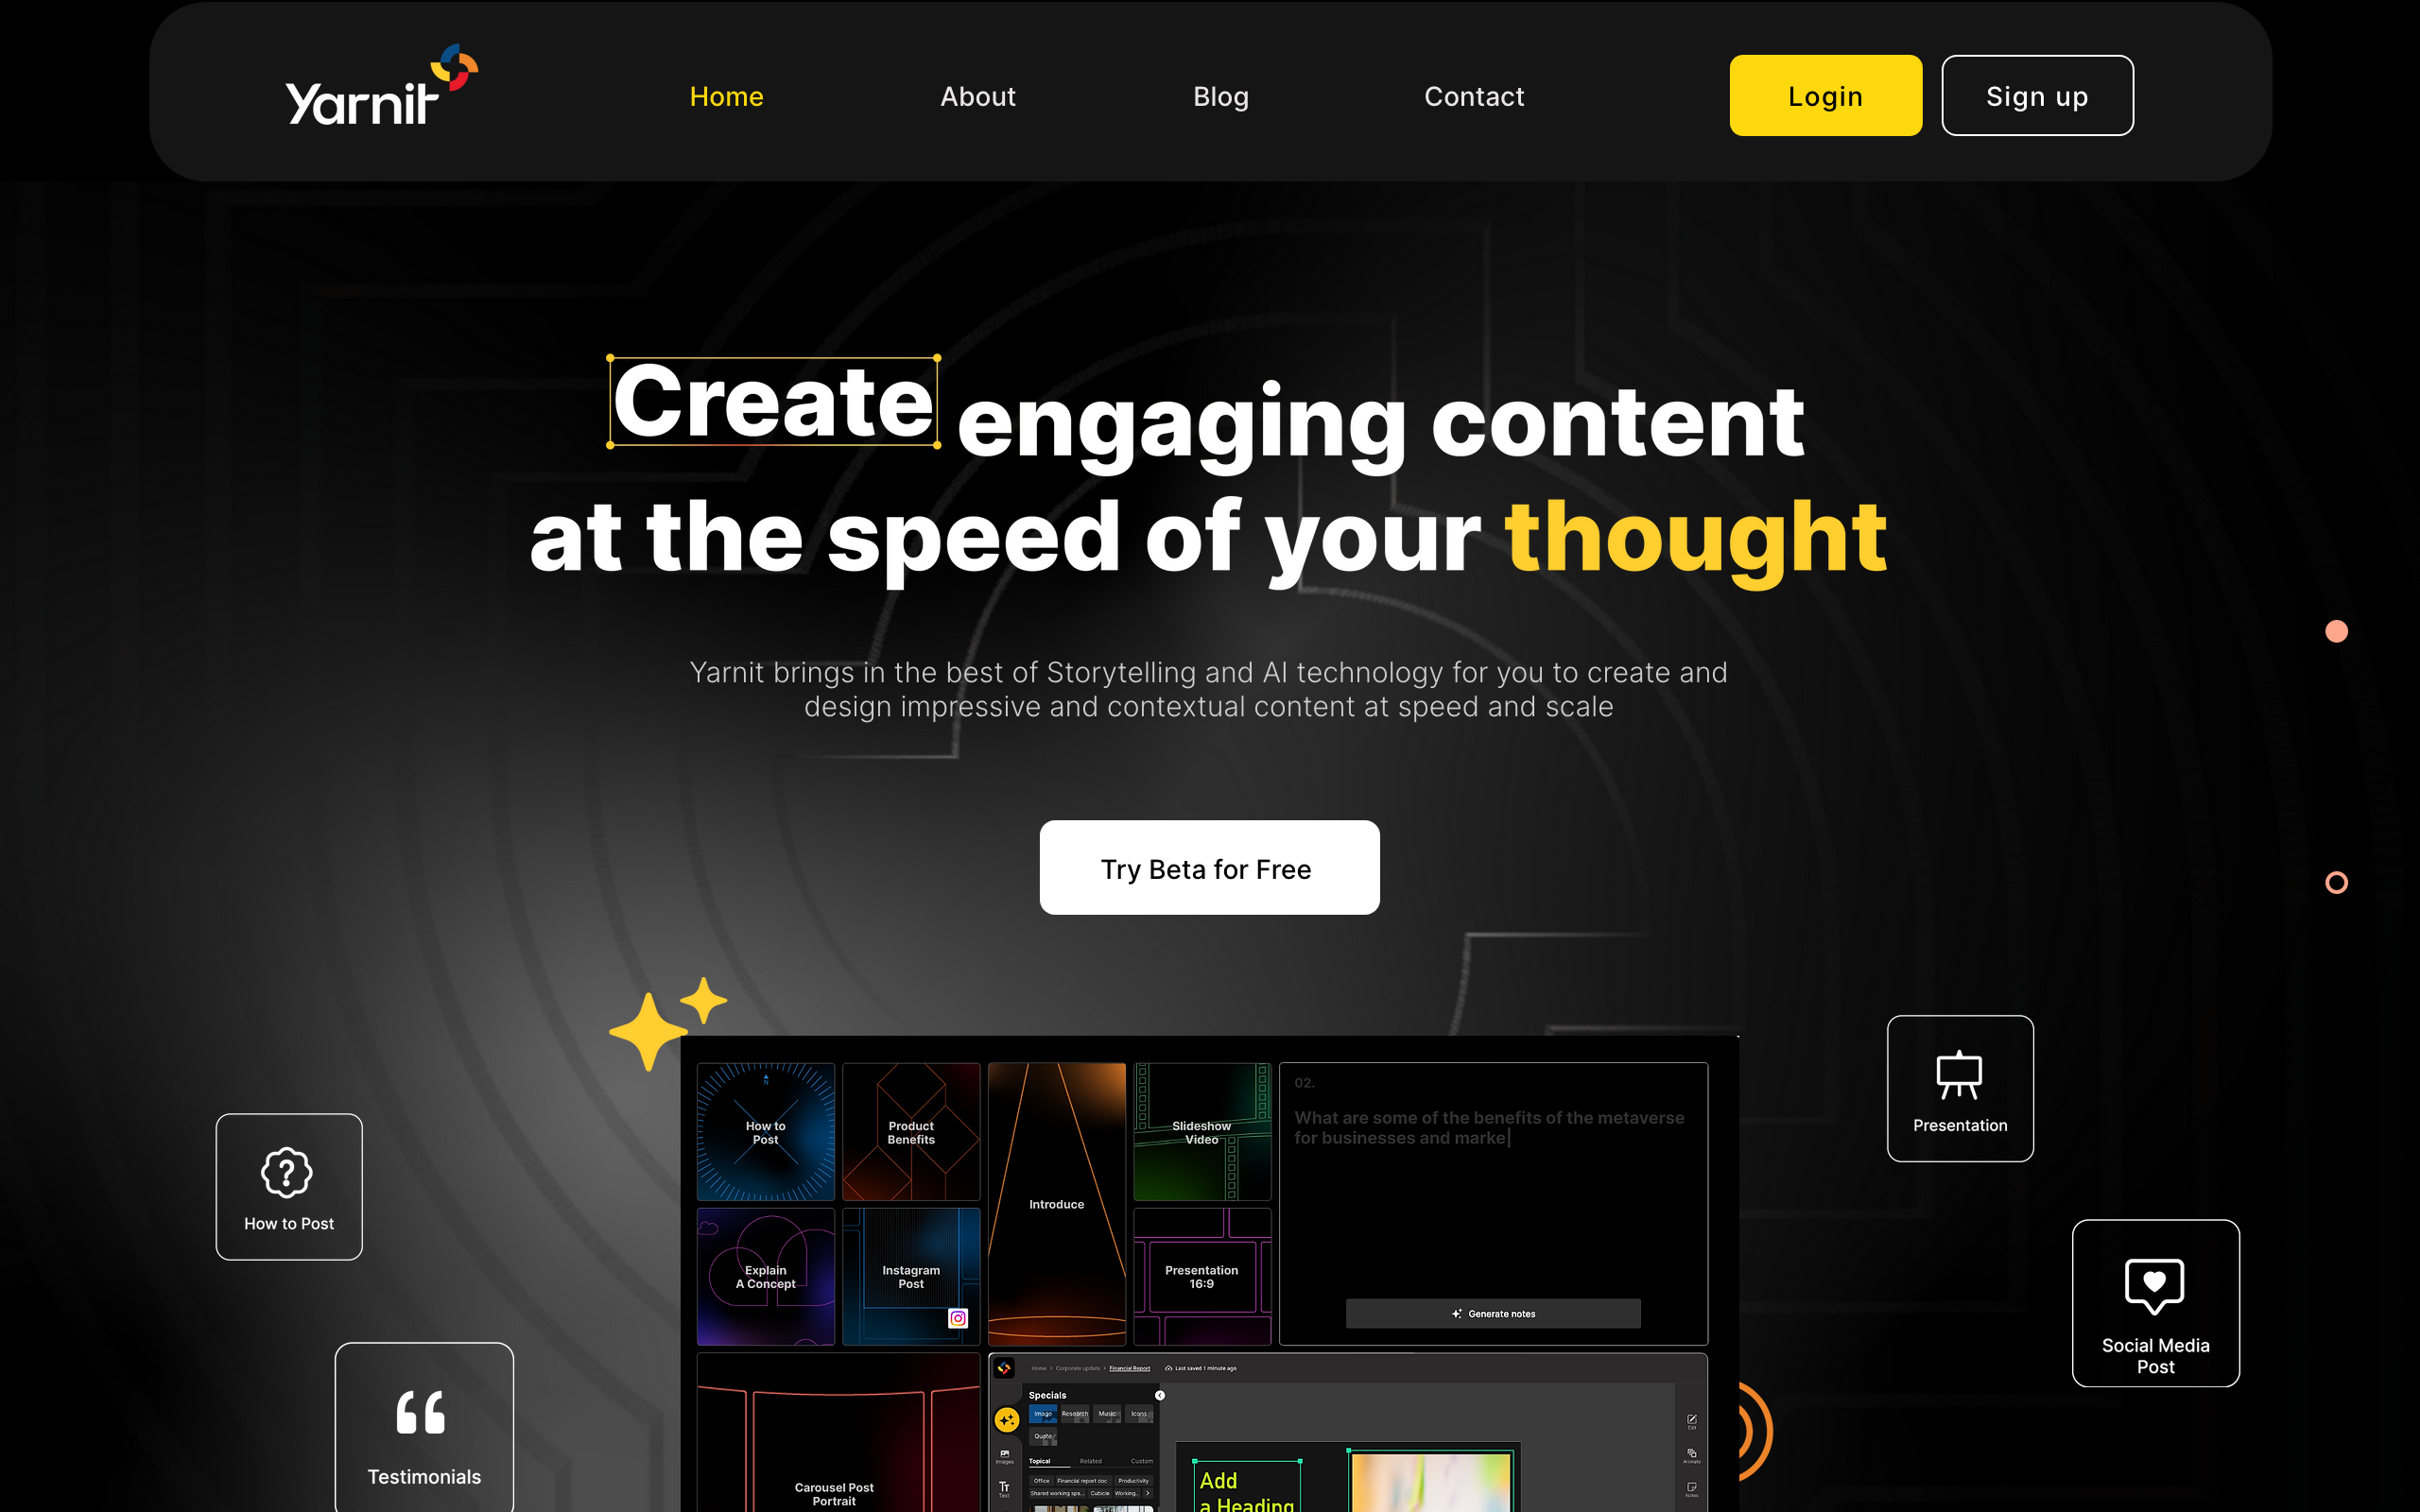 Yarnit
Home
About
Blog
Contact
Login
Sign up
Create engaging content
at the speed of your thought
Yarnit brings in the best of Storytelling and AI technology for you to create and
design impressive and contextual content at speed and scale
Try Beta for Free
How to Post
Testimonials
Presentation
Social Media
Post
N
How to
Post
Product
Benefits
Introduce
Slideshow
Video
02.
What are some of the benefits of the metaverse
for businesses and marke
Generate notes
Explain
A Concept
Instagram
Post
Presentation
16:9
Carousel Post
Portrait
Home > Corporate update > Financial Report
Last saved 1 minute ago
Specials
Image
Research
Music
Icons
Quote
Images
Text
Topical
Related
Custom
Office
Financial report doc
Productivity
Shared working spa...
Cubicle
Working..
Add
a Heading
Edit
Animate
Notes